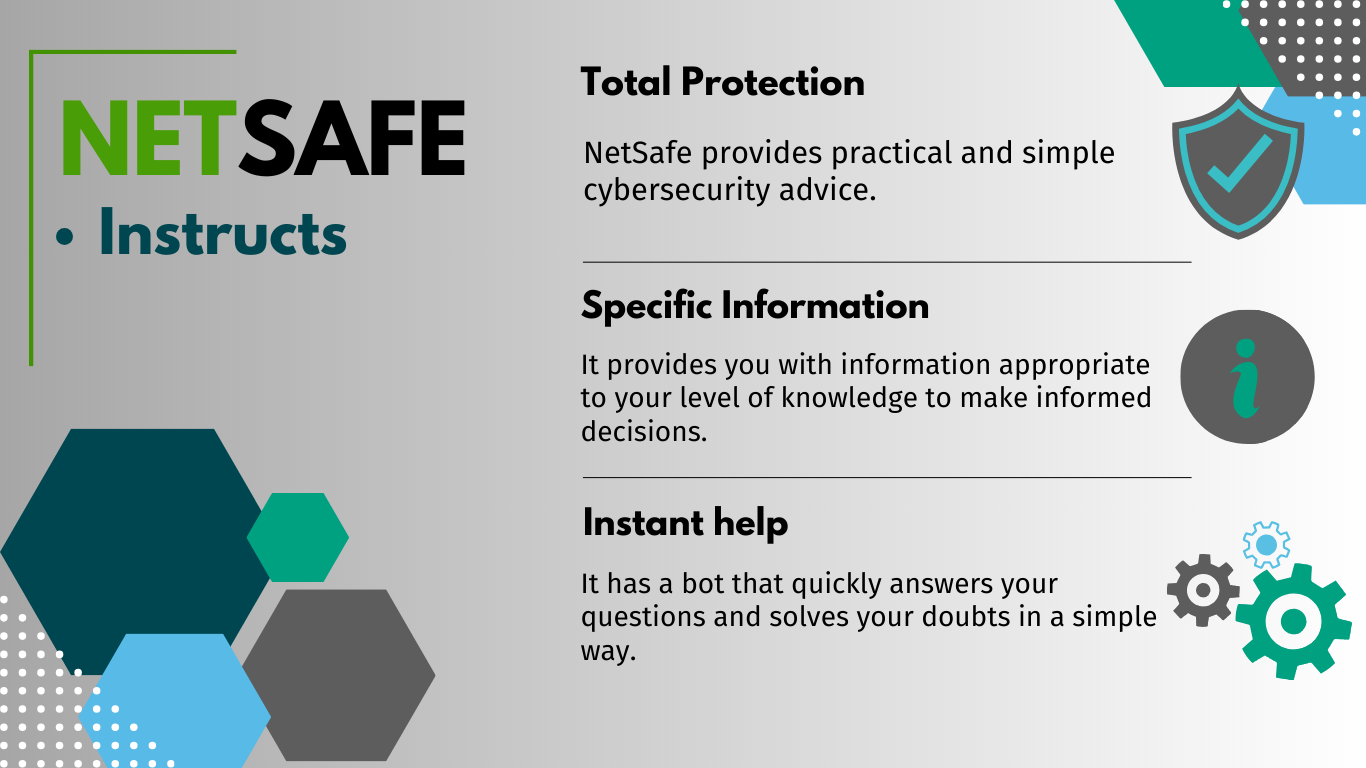 NETSAFE
• Instructs
Total Protection
NetSafe provides practical and simple
cybersecurity advice.
Specific Information
It provides you with information appropriate
to your level of knowledge to make informed
decisions.
Instant help
It has a bot that quickly answers your
questions and solves your doubts in a simple
way.